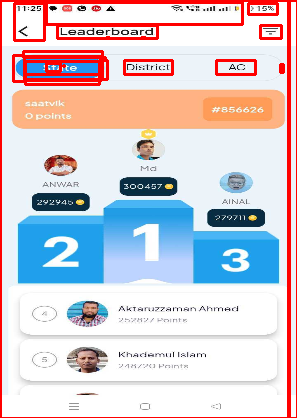 11:25 15%
Leaderboard
State District AC
saatvik
0 points
#856626
Md
300457
ANWAR
292945
AINAL
279711
1
2
3
4 Aktaruzzaman Ahmed
252827 Points
5 Khademul Islam
248720 Points